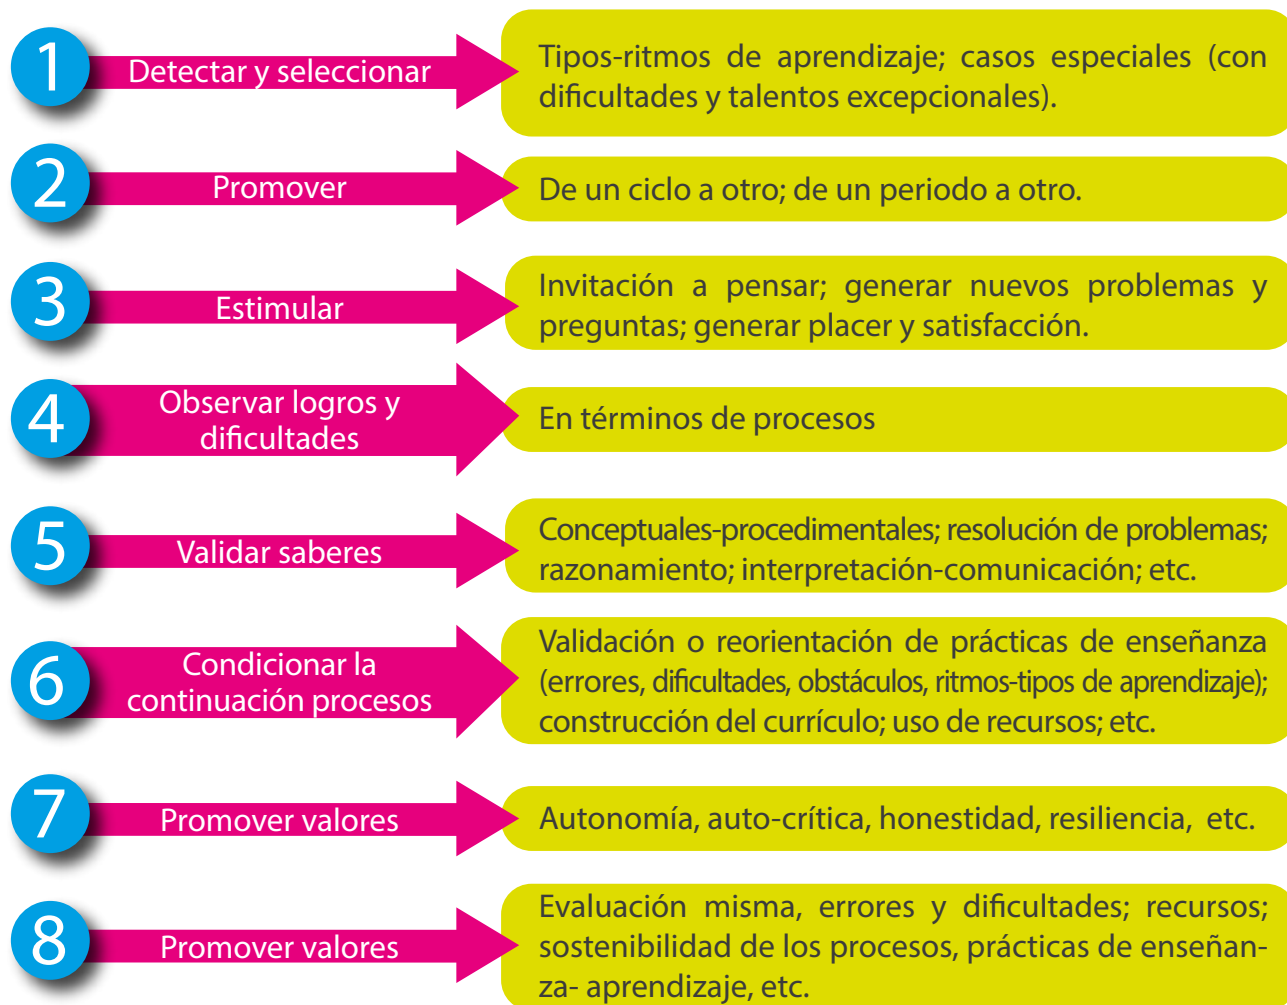 1
Detectar y seleccionar
Tipos-ritmos de aprendizaje; casos especiales (con
dificultades y talentos excepcionales).
2
Promover
De un ciclo a otro; de un periodo a otro.
3
Estimular
Invitación a pensar; generar nuevos problemas y
preguntas; generar placer y satisfacción.
4
Observar logros y
dificultades
En términos de procesos
5
Validar saberes
Conceptuales-procedimentales; resolución de problemas;
razonamiento; interpretación-comunicación; etc.
6
Condicionar la
continuación procesos
Validación o reorientación de prácticas de enseñanza
(errores, dificultades, obstáculos, ritmos-tipos de aprendizaje);
construcción del currículo; uso de recursos; etc.
7
Promover valores
Autonomía, auto-crítica, honestidad, resiliencia, etc.
8
Promover valores
Evaluación misma, errores y dificultades; recursos;
sostenibilidad de los procesos, prácticas de enseñan-
za- aprendizaje, etc.